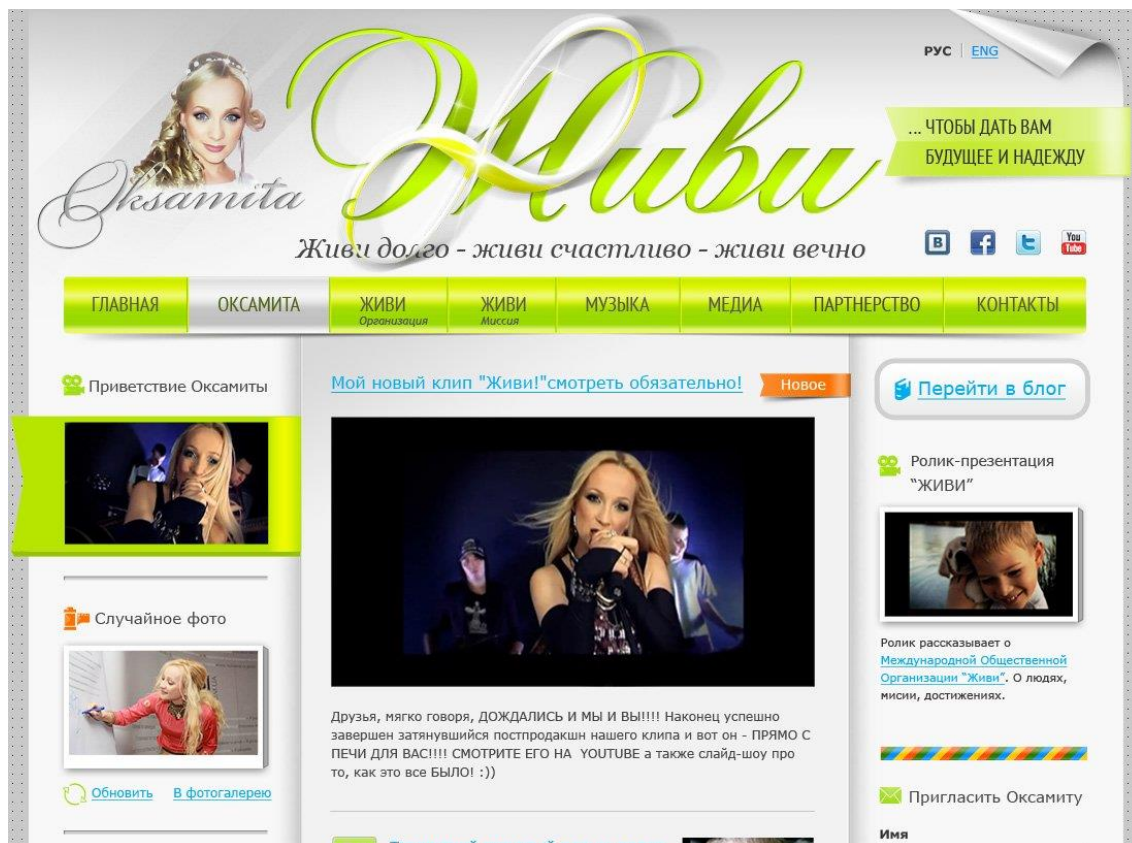 Oksamita
Живи
Живи долго - живи счастливо - живи вечно
РУС ENG
... ЧТОБЫ ДАТЬ ВАМ
БУДУЩЕЕ И НАДЕЖДУ
В f t You Tube
ГЛАВНАЯ ОКСАМИТА ЖИВИ ЖИВИ МУЗЫКА МЕДИА ПАРТНЕРСТВО КОНТАКТЫ
Организация Миссия
Приветствие Оксамиты
Случайное фото
Обновить В фотогалерею
Мой новый клип "Живи!"смотреть обязательно!
Новое
Друзья, мягко говоря, ДОЖДАЛИСЬ И МЫ И ВЫ!!!! Наконец успешно
завершен затянувшийся постпродакшн нашего клипа и вот он - ПРЯМО С
ПЕЧИ ДЛЯ ВАС!!!! СМОТРИТЕ ЕГО НА YOUTUBE а также слайд-шоу про
то, как это все БЫЛО! :))
Перейти в блог
Ролик-презентация
“ЖИВИ”
Ролик рассказывает о
Международной Общественной
Организации “Живи”. О людях,
мисии, достижениях.
Пригласить Оксамиту
Имя